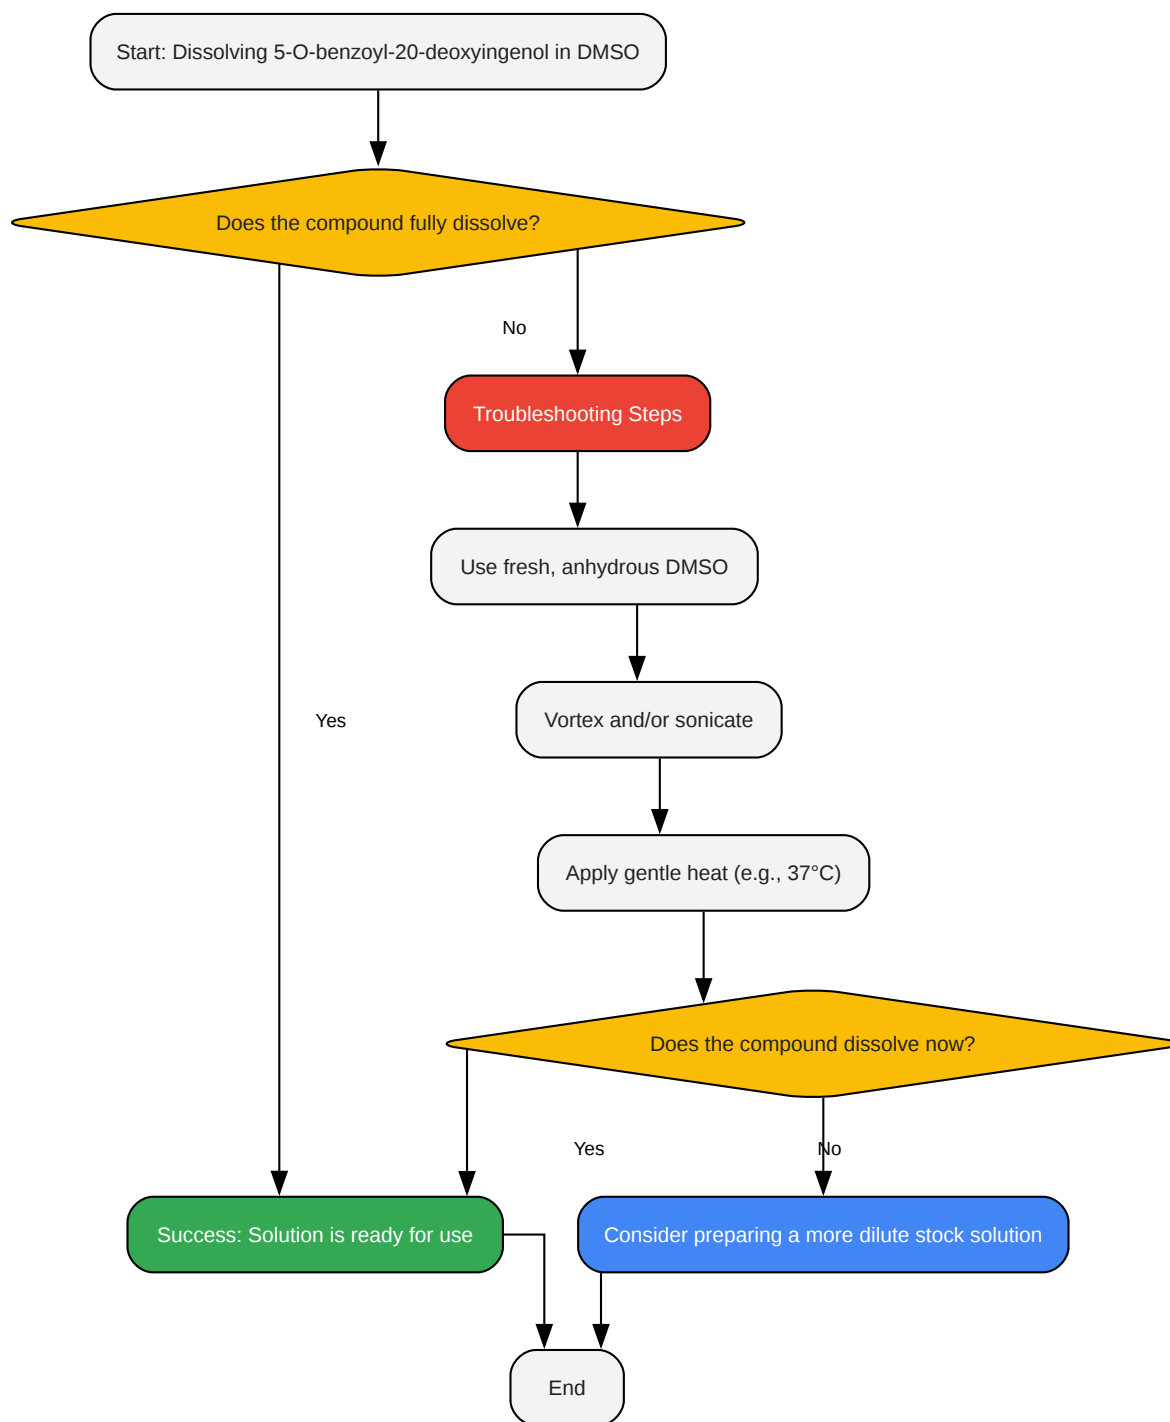 Start: Dissolving 5-O-benzoyl-20-deoxyingenol in DMSO
Does the compound fully dissolve?
No
Troubleshooting Steps
Use fresh, anhydrous DMSO
Yes
Vortex and/or sonicate
Apply gentle heat (e.g., 37°C)
Does the compound dissolve now?
Yes
No
Success: Solution is ready for use
Consider preparing a more dilute stock solution
End